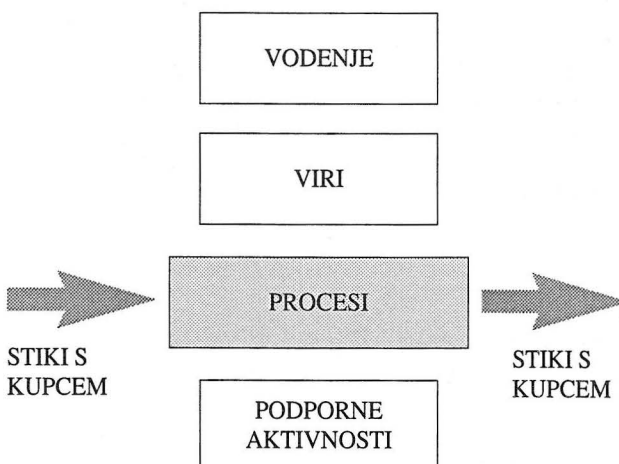 VODENJE
VIRI
PROCESI
STIKI S
KUPCEM
STIKI S
KUPCEM
PODPORNE
AKTIVNOSTI